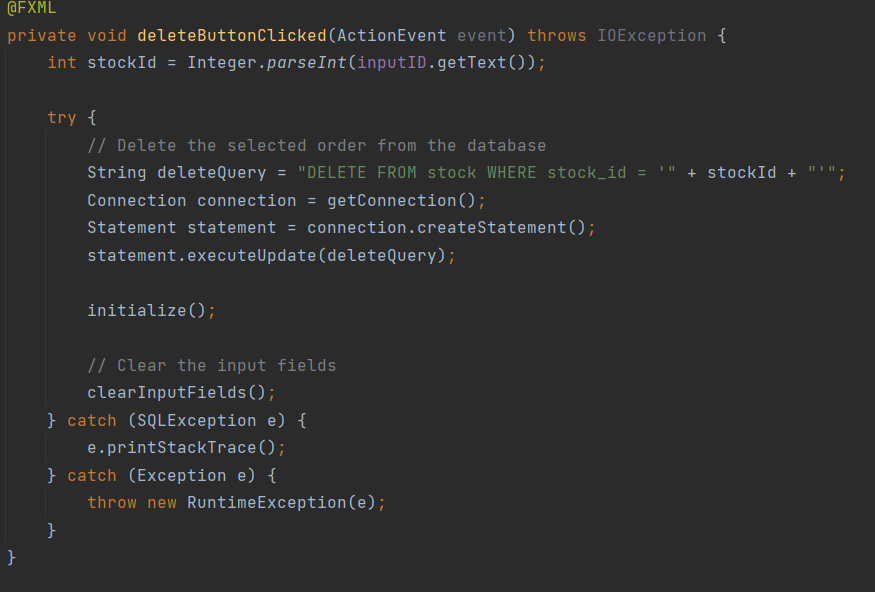 @FXML
private void deleteButtonClicked(ActionEvent event) throws IOException {
    int stockId = Integer.parseInt(inputID.getText());

    try {
        // Delete the selected order from the database
        String deleteQuery = "DELETE FROM stock WHERE stock_id = '" + stockId + "'";
        Connection connection = getConnection();
        Statement statement = connection.createStatement();
        statement.executeUpdate(deleteQuery);

        initialize();

        // Clear the input fields
        clearInputFields();
    } catch (SQLException e) {
        e.printStackTrace();
    } catch (Exception e) {
        throw new RuntimeException(e);
    }
}